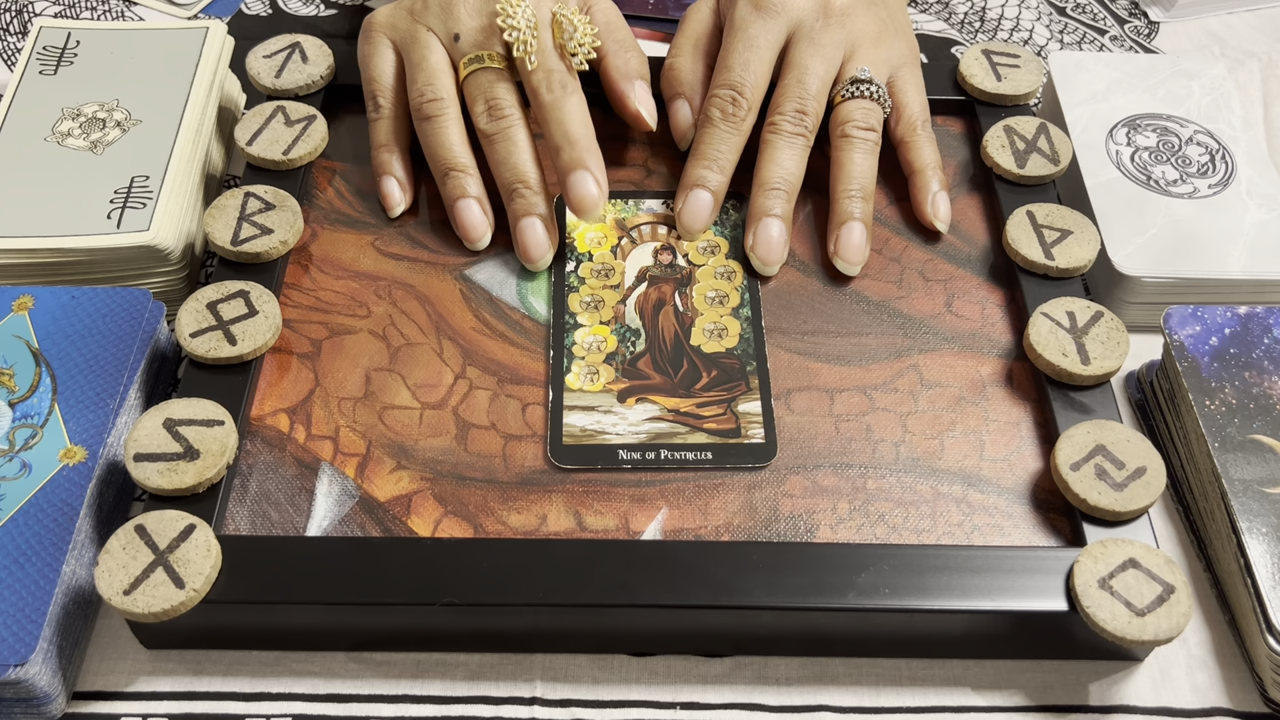 ᛏ
ᛖ
ᛒ
ᛟ
ᛊ
ᚷ
Nine of Pentacles
ᚨ
ᛞ
ᚦ
ᛉ
ᛃ
ᛜ